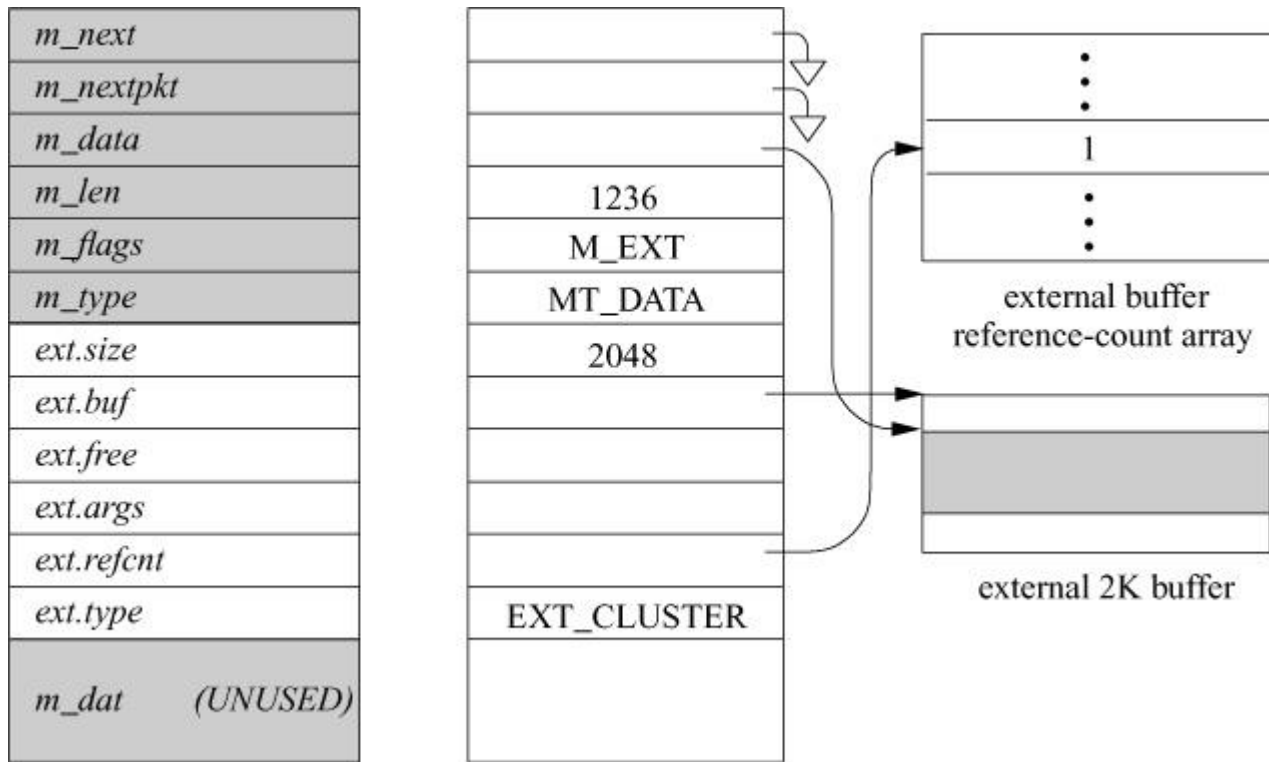 m_next
m_nextpkt
m_data
m_len
m_flags
m_type
ext.size
ext.buf
ext.free
ext.args
ext.refcnt
ext.type
m_dat (UNUSED)
1236
M_EXT
MT_DATA
2048
EXT_CLUSTER
1
external buffer
reference-count array
external 2K buffer